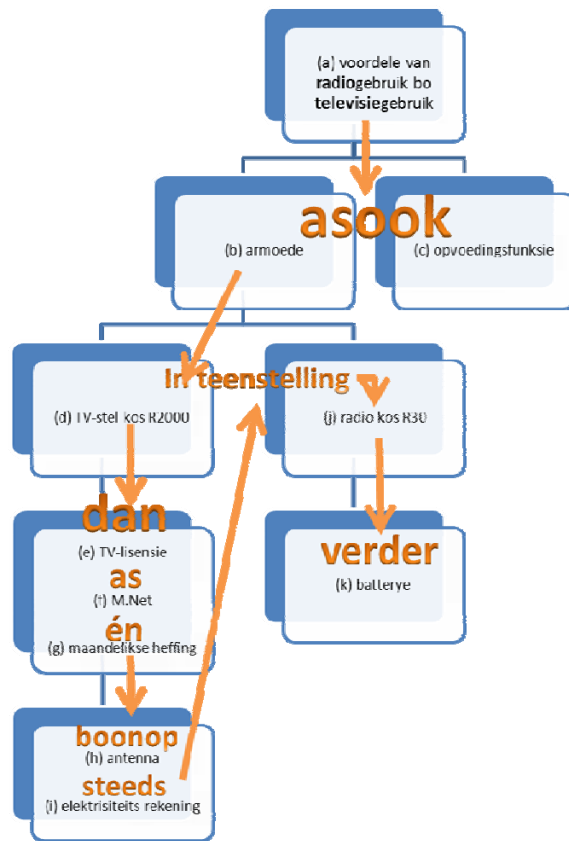 (a) voordele van
radiogebruik bo
televisiegebruik
asook
(b) armoede
(c) opvoedingsfunksie
In teenstelling
(d) TV-stel kos R2000
(j) radio kos R30
dan
(e) TV-lisensie
as
(f) M.Net
én
(g) maandelikse heffing
verder
(k) batterye
boonop
(h) antenna
steeds
(i) elektrisiteits rekening